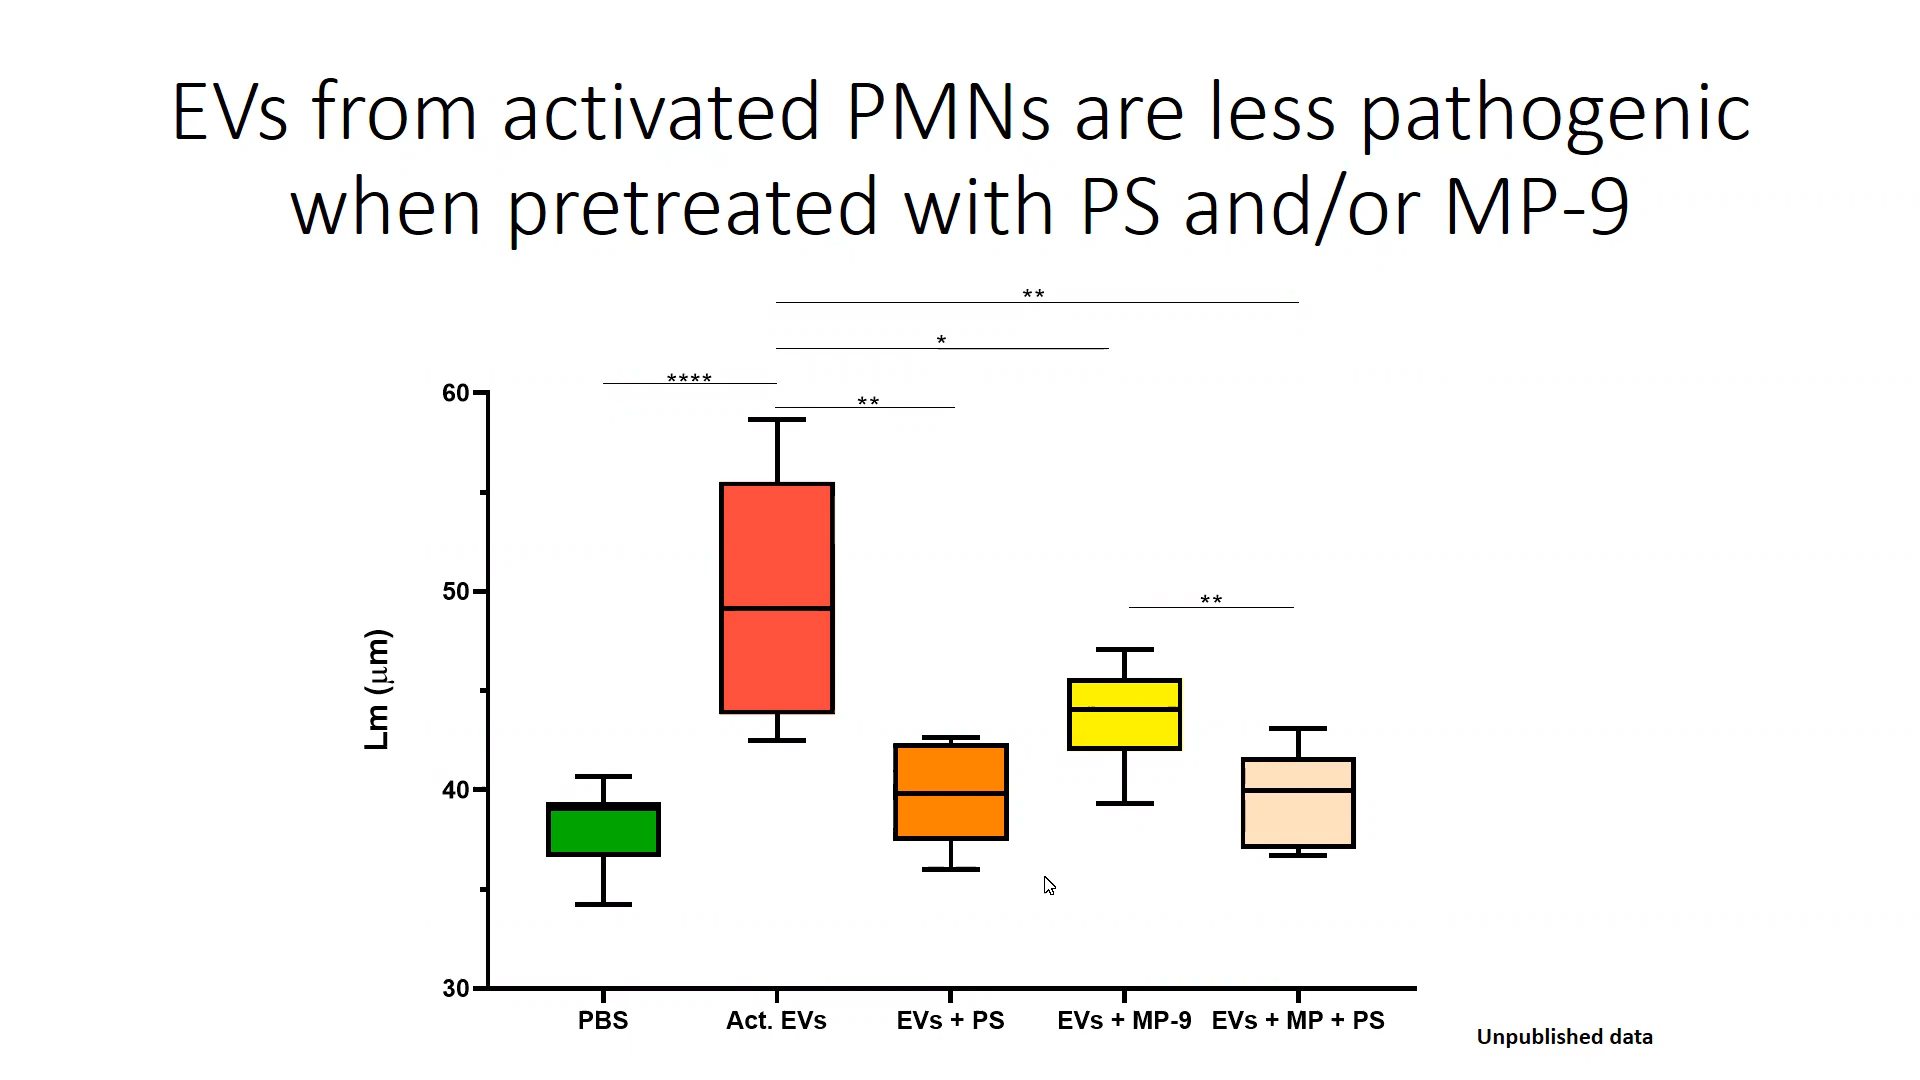 EVs from activated PMNs are less pathogenic
when pretreated with PS and/or MP-9
**
*
****
**
60
50
**
Lm (µm)
40
30
PBS Act. EVs EVs + PS EVs + MP-9 EVs + MP + PS
Unpublished data